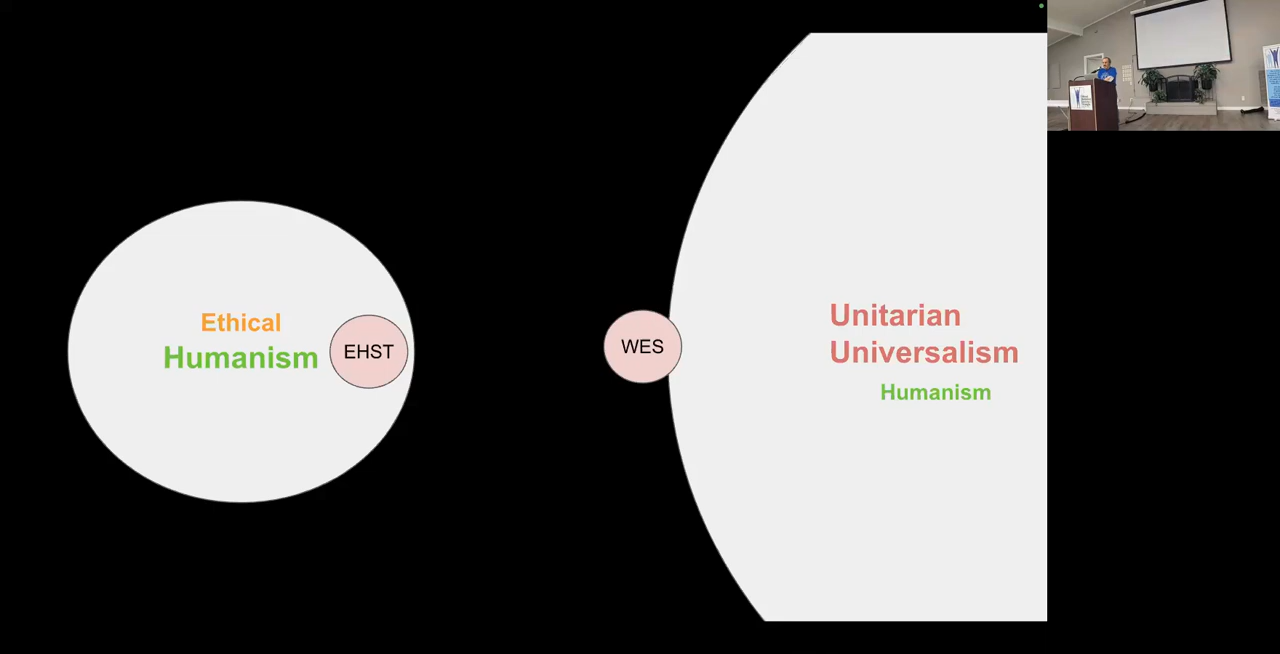 Ethical
Humanism
EHST
WES
Unitarian
Universalism
Humanism